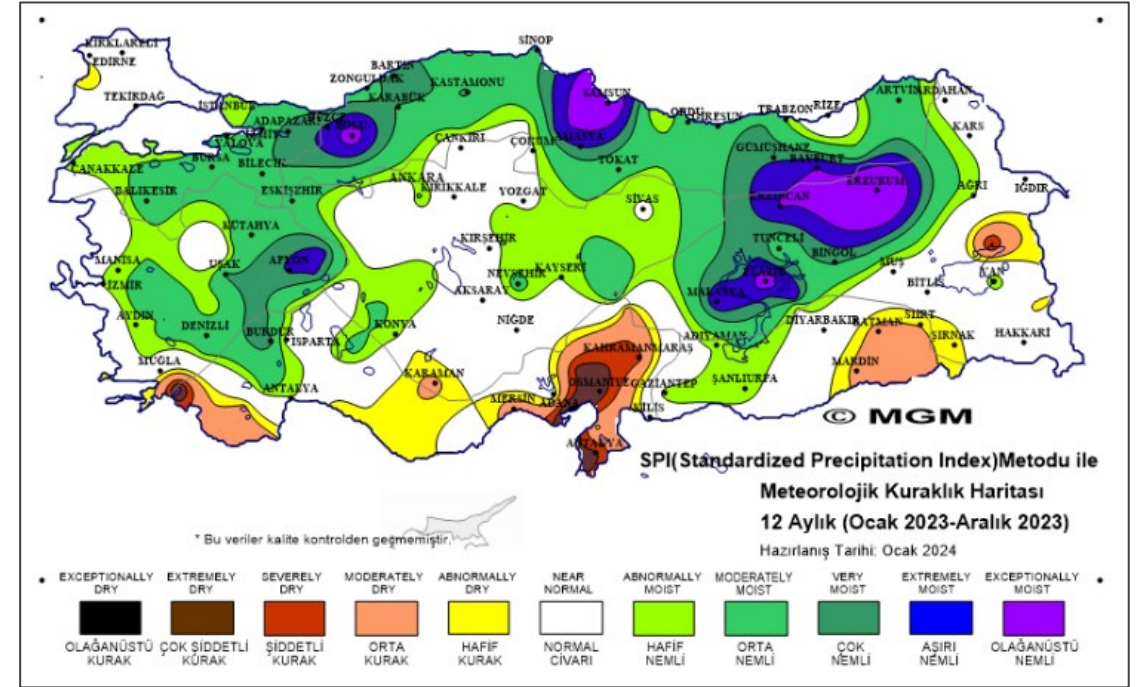 SİNOP
KIRKLARELİ
EDİRNE
BARTIN
ZONGULDAK
KASTAMONU
TEKİRDAĞ
İSTANBUL
KARABÜK
SAMSUN
ARTVİN
ARDAHAN
ORDU
GİRESUN
TRABZON
RİZE
ADAPAZARI
DÜZCE
BOLU
YALOVA
ÇANKIRI
ÇORUM
AMASYA
KARS
ÇANAKKALE
BURSA
BİLECİK
TOKAT
GÜMÜŞHANE
BAYBURT
BALIKESİR
ESKİŞEHİR
ANKARA
KIRIKKALE
YOZGAT
SİVAS
ERZİNCAN
ERZURUM
AĞRI
IĞDIR
KÜTAHYA
KIRŞEHİR
TUNCELİ
BİNGÖL
MANİSA
UŞAK
AFYON
NEVŞEHİR
KAYSERİ
ELAZIĞ
MUŞ
VAN
İZMİR
AKSARAY
MALATYA
BİTLİS
AYDIN
DENİZLİ
BURDUR
ISPARTA
KONYA
NİĞDE
ADIYAMAN
DİYARBAKIR
BATMAN
SİİRT
ŞIRNAK
HAKKARİ
MUĞLA
ANTALYA
KARAMAN
KAHRAMANMARAŞ
MARDİN
MERSİN
ADANA
OSMANİYE
GAZİANTEP
ŞANLIURFA
KİLİS
ANTAKYA
© MGM
SPI(Standardized Precipitation Index)Metodu ile
Meteorolojik Kuraklık Haritası
12 Aylık (Ocak 2023-Aralık 2023)
Hazırlanış Tarihi: Ocak 2024
* Bu veriler kalite kontrolden geçmemiştir.
EXCEPTIONALLY DRY
EXTREMELY DRY
SEVERELY DRY
MODERATELY DRY
ABNORMALLY DRY
NEAR NORMAL
ABNORMALLY MOIST
MODERATELY MOIST
VERY MOIST
EXTREMELY MOIST
EXCEPTIONALLY MOIST
OLAĞANÜSTÜ KURAK
ÇOK ŞİDDETLİ KURAK
ŞİDDETLİ KURAK
ORTA KURAK
HAFİF KURAK
NORMAL CİVARI
HAFİF NEMLİ
ORTA NEMLİ
ÇOK NEMLİ
AŞIRI NEMLİ
OLAĞANÜSTÜ NEMLİ